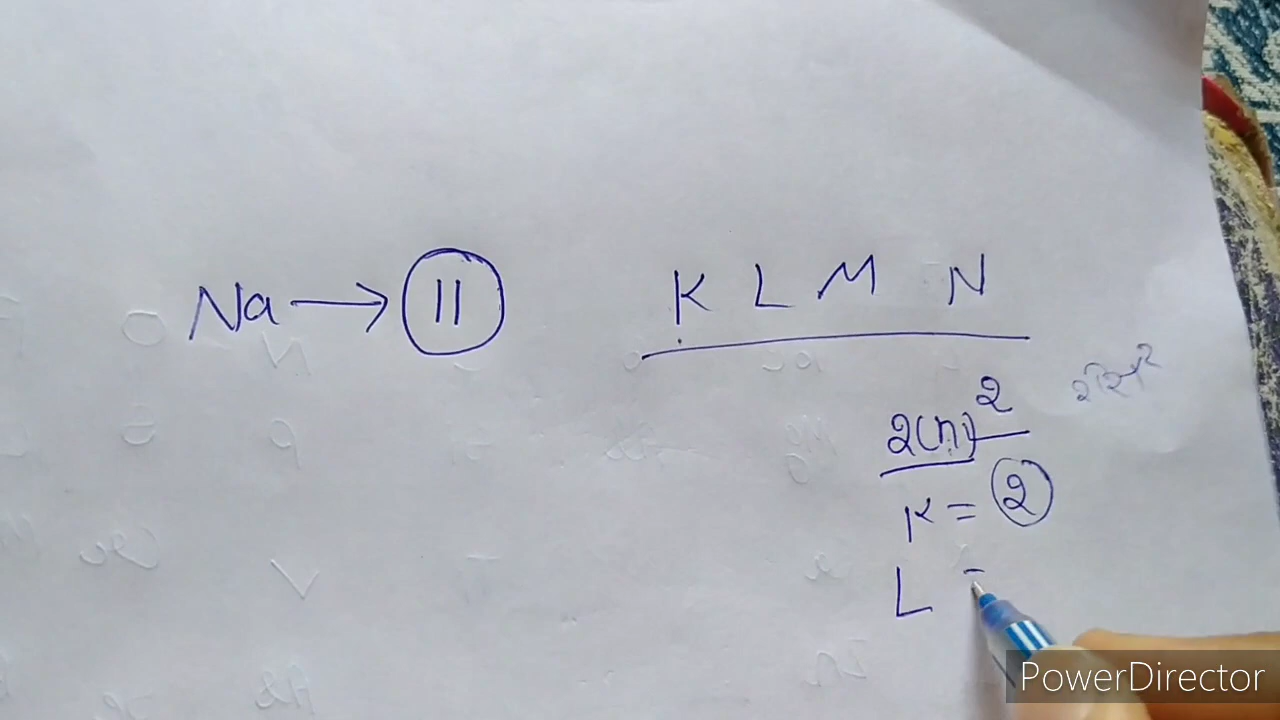 Na → 11 K L M N
2(n)²
K = 2
L =
PowerDirector